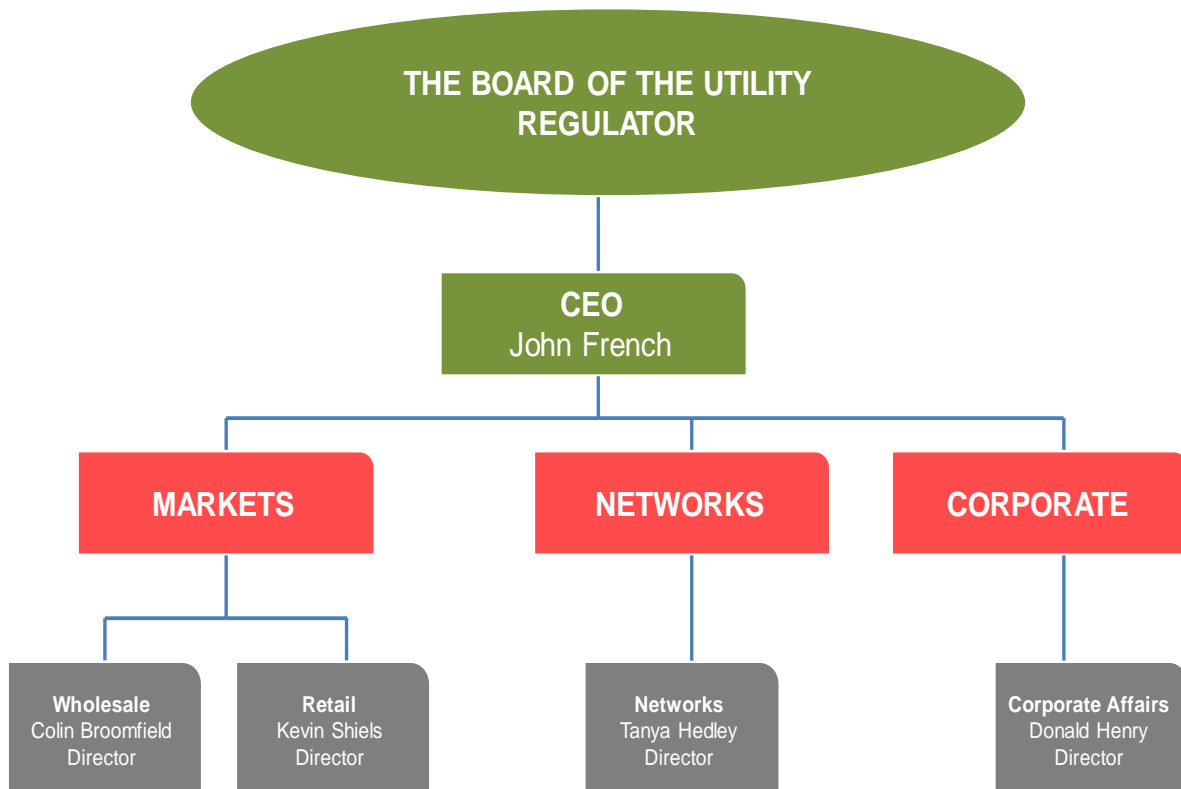 THE BOARD OF THE UTILITY
REGULATOR
CEO
John French
MARKETS
NETWORKS
CORPORATE
Wholesale
Colin Broomfield
Director
Retail
Kevin Shiels
Director
Networks
Tanya Hedley
Director
Corporate Affairs
Donald Henry
Director